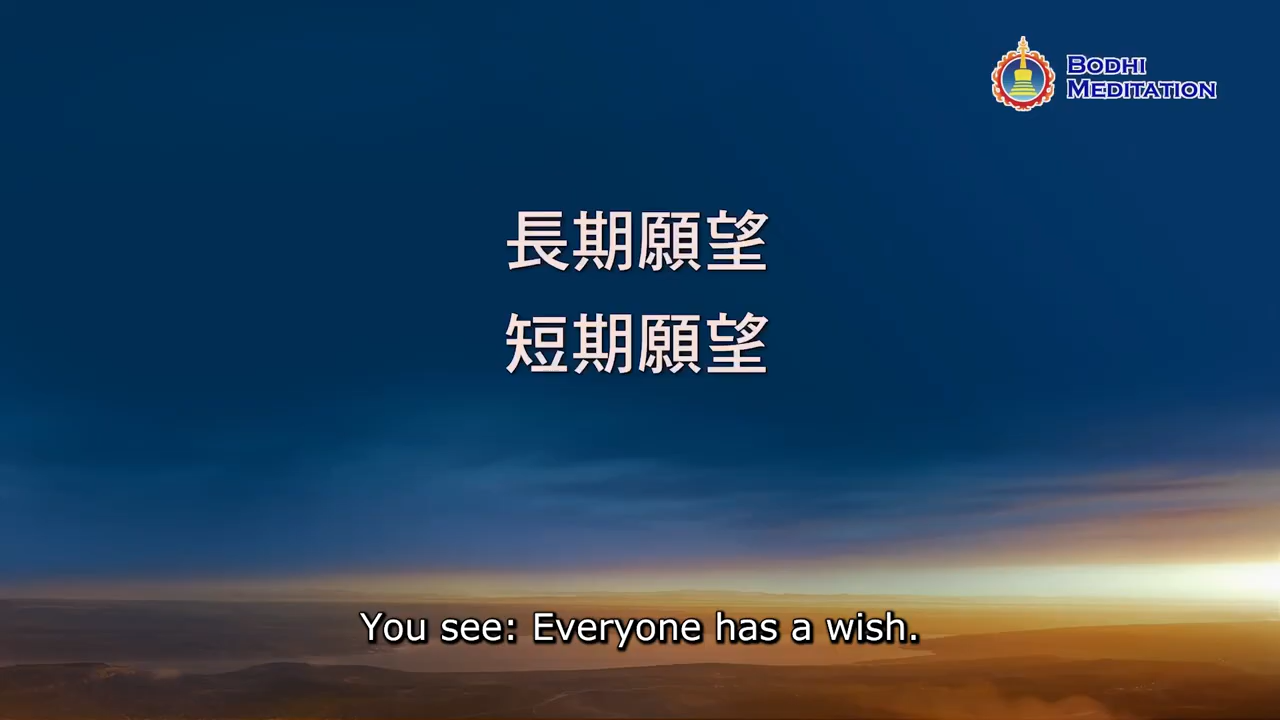 BODHI
MEDITATION
長期願望
短期願望
You see: Everyone has a wish.